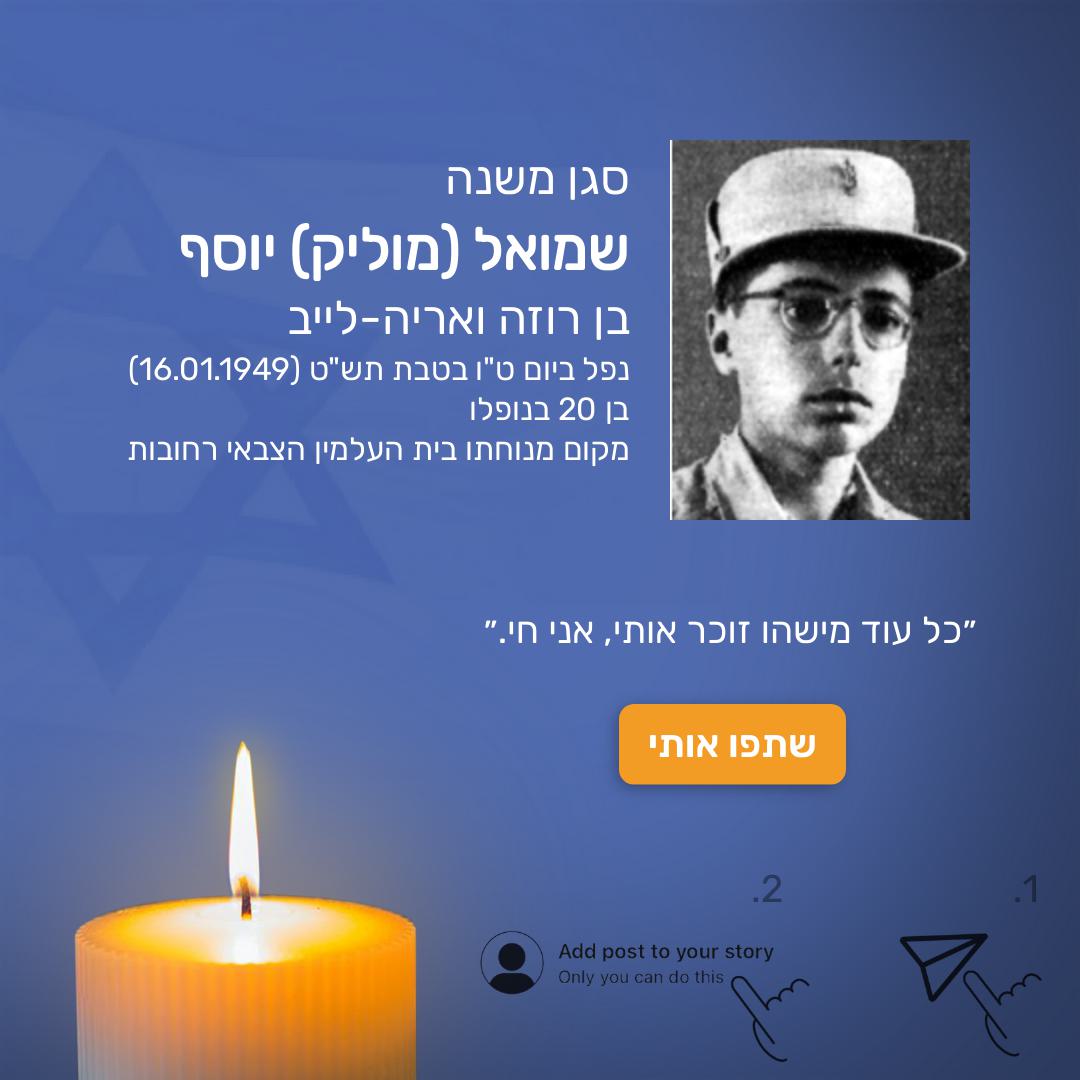 סגן משנה
שמואל (מוליק) יוסף
בן רוזה ואריה-לייב
נפל ביום ט"ו בטבת תש"ט (16.01.1949)
בן 20 בנופלו
מקום מנוחתו בית העלמין הצבאי רחובות
״כל עוד מישהו זוכר אותי, אני חי.״
שתפו אותי
.1
.2
Add post to your story
Only you can do this